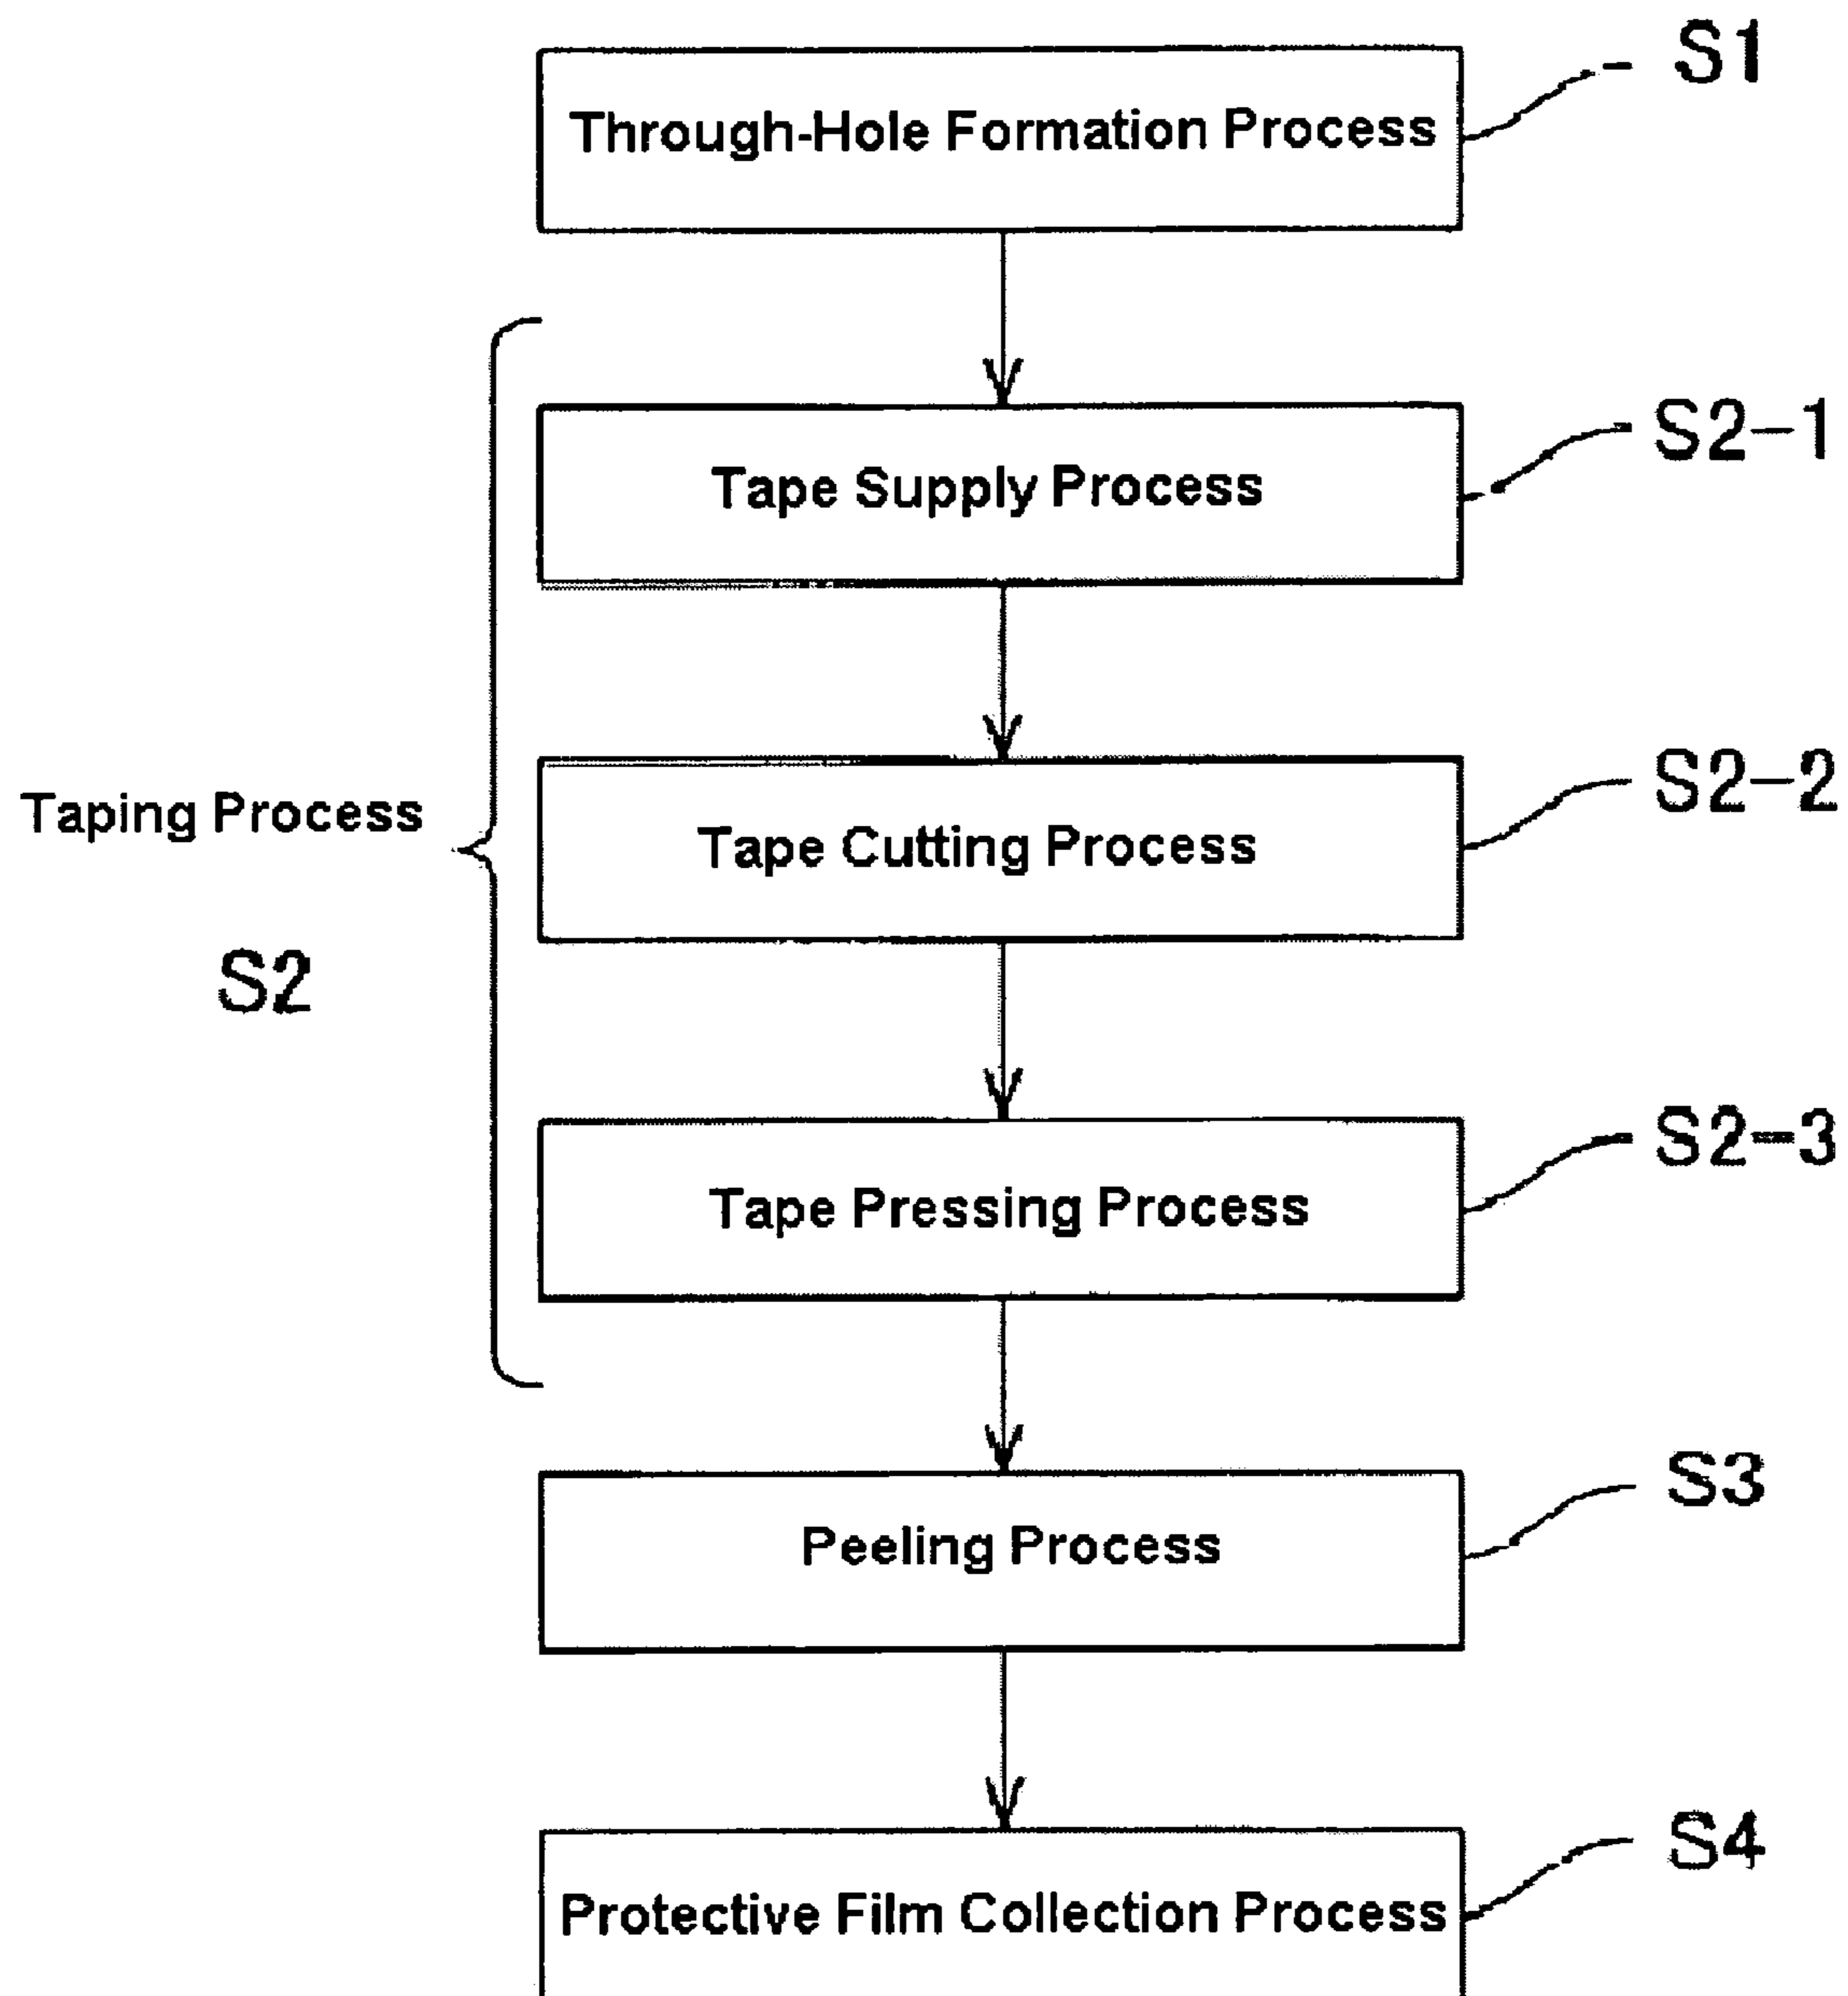 S1
Through-Hole Formation Process
S2-1
Tape Supply Process
S2-2
Taping Process
Tape Cutting Process
S2
S2-3
Tape Pressing Process
S3
Peeling Process
S4
Protective Film Collection Process